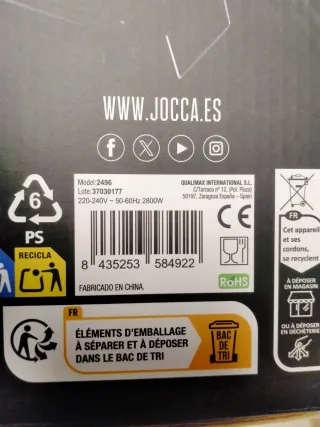 WWW.JOCCA.ES
Model: 2496
Lote: 37030177
220-240V ~ 50-60Hz 2800W
QUALIMAX INTERNATIONAL S.L.
C/Tarraca nº 12, (Pol. Plaza)
50197, Zaragoza España – Spain
CE
8 435253 584922
FABRICADO EN CHINA.
RoHS
6
PS
RECICLA
FR
Cet appareil
et ses
cordons,
se recyclent
À DÉPOSER
EN MAGASIN
OU À DÉPOSER
EN DÉCHÈTERIE
FR
ÉLÉMENTS D'EMBALLAGE
À SÉPARER ET À DÉPOSER
DANS LE BAC DE TRI
BAC
DE
TRI